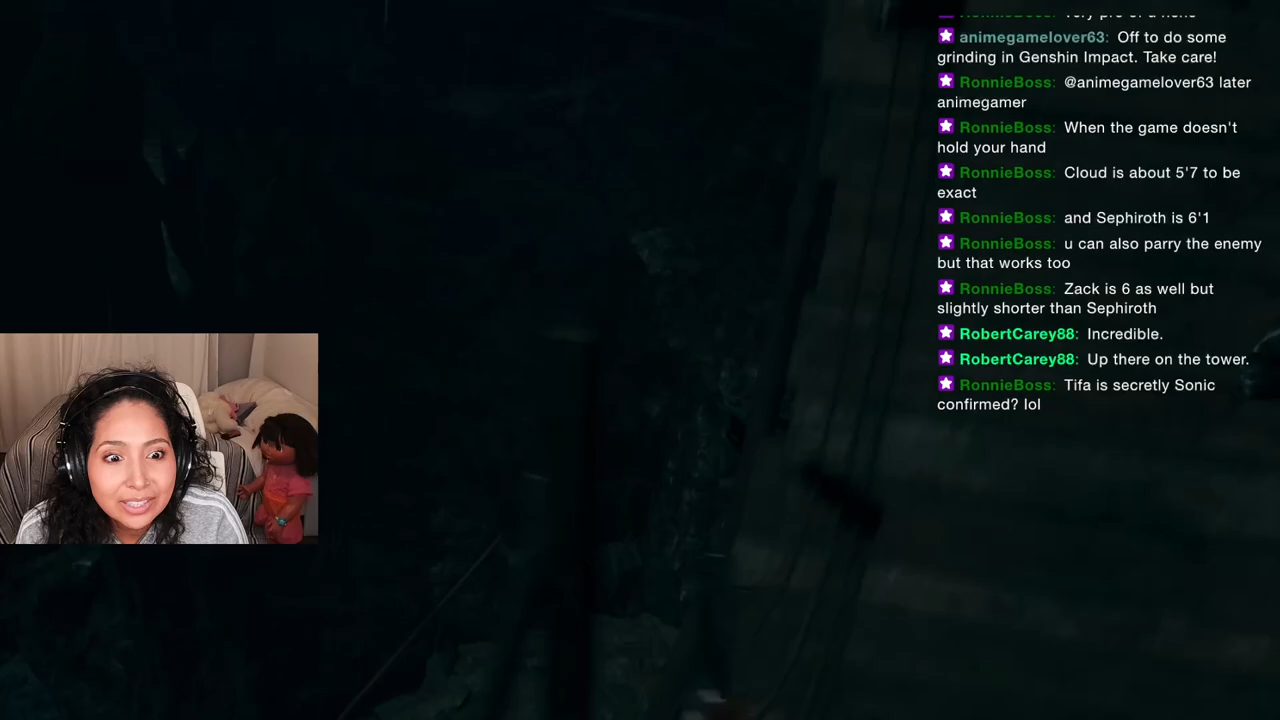 animegamelover63: Off to do some
grinding in Genshin Impact. Take care!
RonnieBoss: @animegamelover63 later
animegamer
RonnieBoss: When the game doesn't
hold your hand
RonnieBoss: Cloud is about 5'7 to be
exact
RonnieBoss: and Sephiroth is 6'1
RonnieBoss: u can also parry the enemy
but that works too
RonnieBoss: Zack is 6 as well but
slightly shorter than Sephiroth
RobertCarey88: Incredible.
RobertCarey88: Up there on the tower.
RonnieBoss: Tifa is secretly Sonic
confirmed? lol